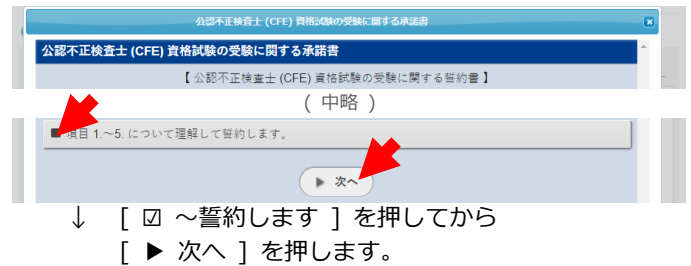 公認不正検査士 (CFE) 資格試験の受験に関する承諾書
公認不正検査士 (CFE) 資格試験の受験に関する承諾書
【 公認不正検査士 (CFE) 資格試験の受験に関する誓約書 】
( 中略 )
項目 1.～5. について理解して誓約します。
▶ 次へ
↓ [ ☑ ～誓約します ] を押してから
[ ▶ 次へ ] を押します。